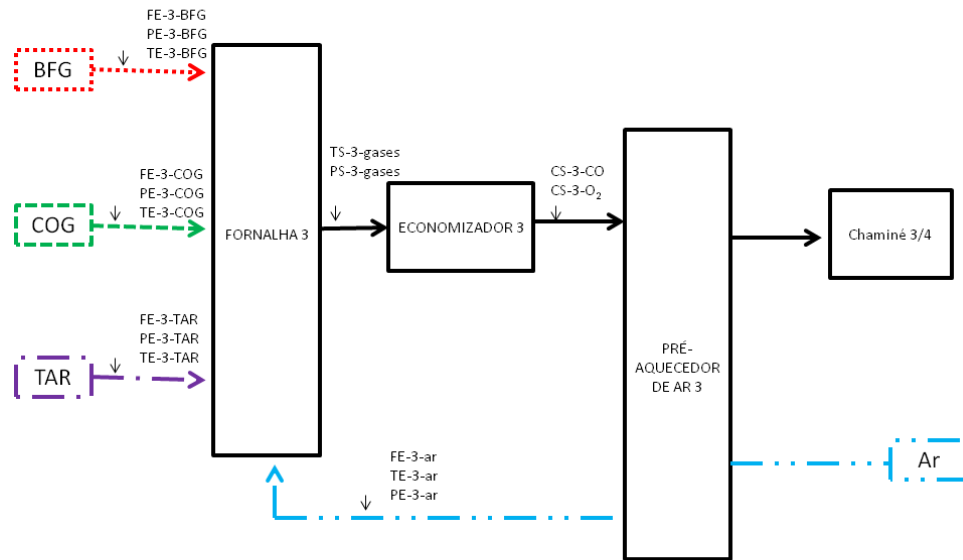 FE-3-BFG
PE-3-BFG
TE-3-BFG
BFG
FE-3-COG
PE-3-COG
TE-3-COG
COG
FE-3-TAR
PE-3-TAR
TE-3-TAR
TAR
FORNALHA 3
TS-3-gases
PS-3-gases
ECONOMIZADOR 3
CS-3-CO
CS-3-O₂
PRÉ-
AQUECEDOR
DE AR 3
Chaminé 3/4
FE-3-ar
TE-3-ar
PE-3-ar
Ar